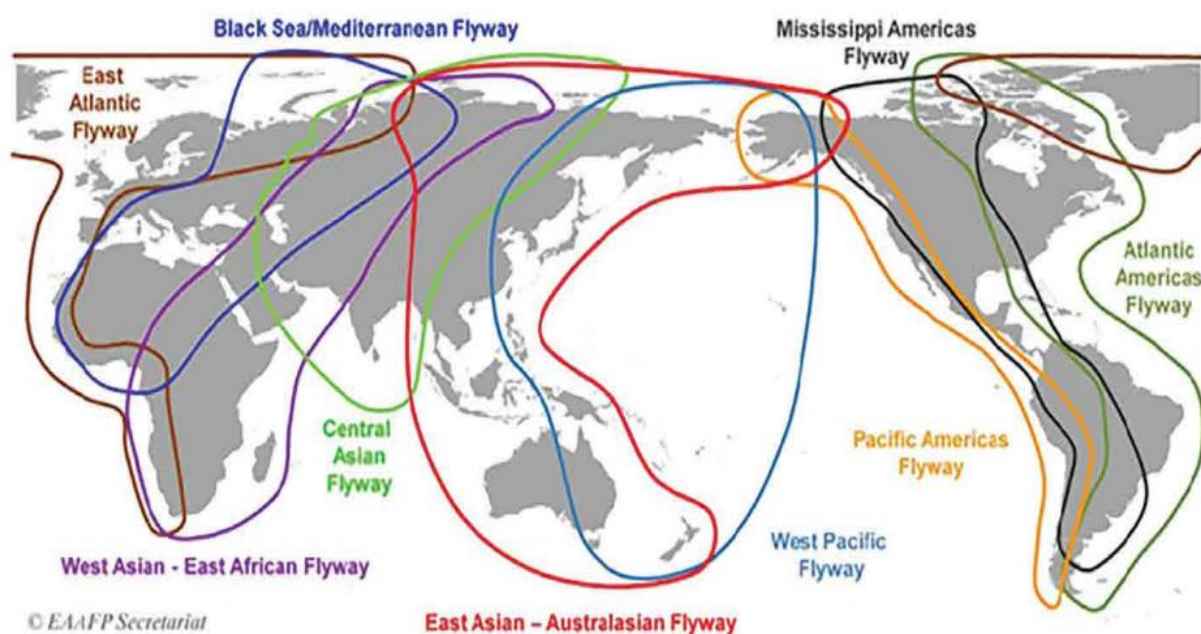 Black Sea/Mediterranean Flyway
Mississippi Americas
Flyway
East
Atlantic
Flyway
Atlantic
Americas
Flyway
Central
Asian
Flyway
Pacific Americas
Flyway
West Pacific
Flyway
West Asian - East African Flyway
© EAAFP Secretariat
East Asian – Australasian Flyway